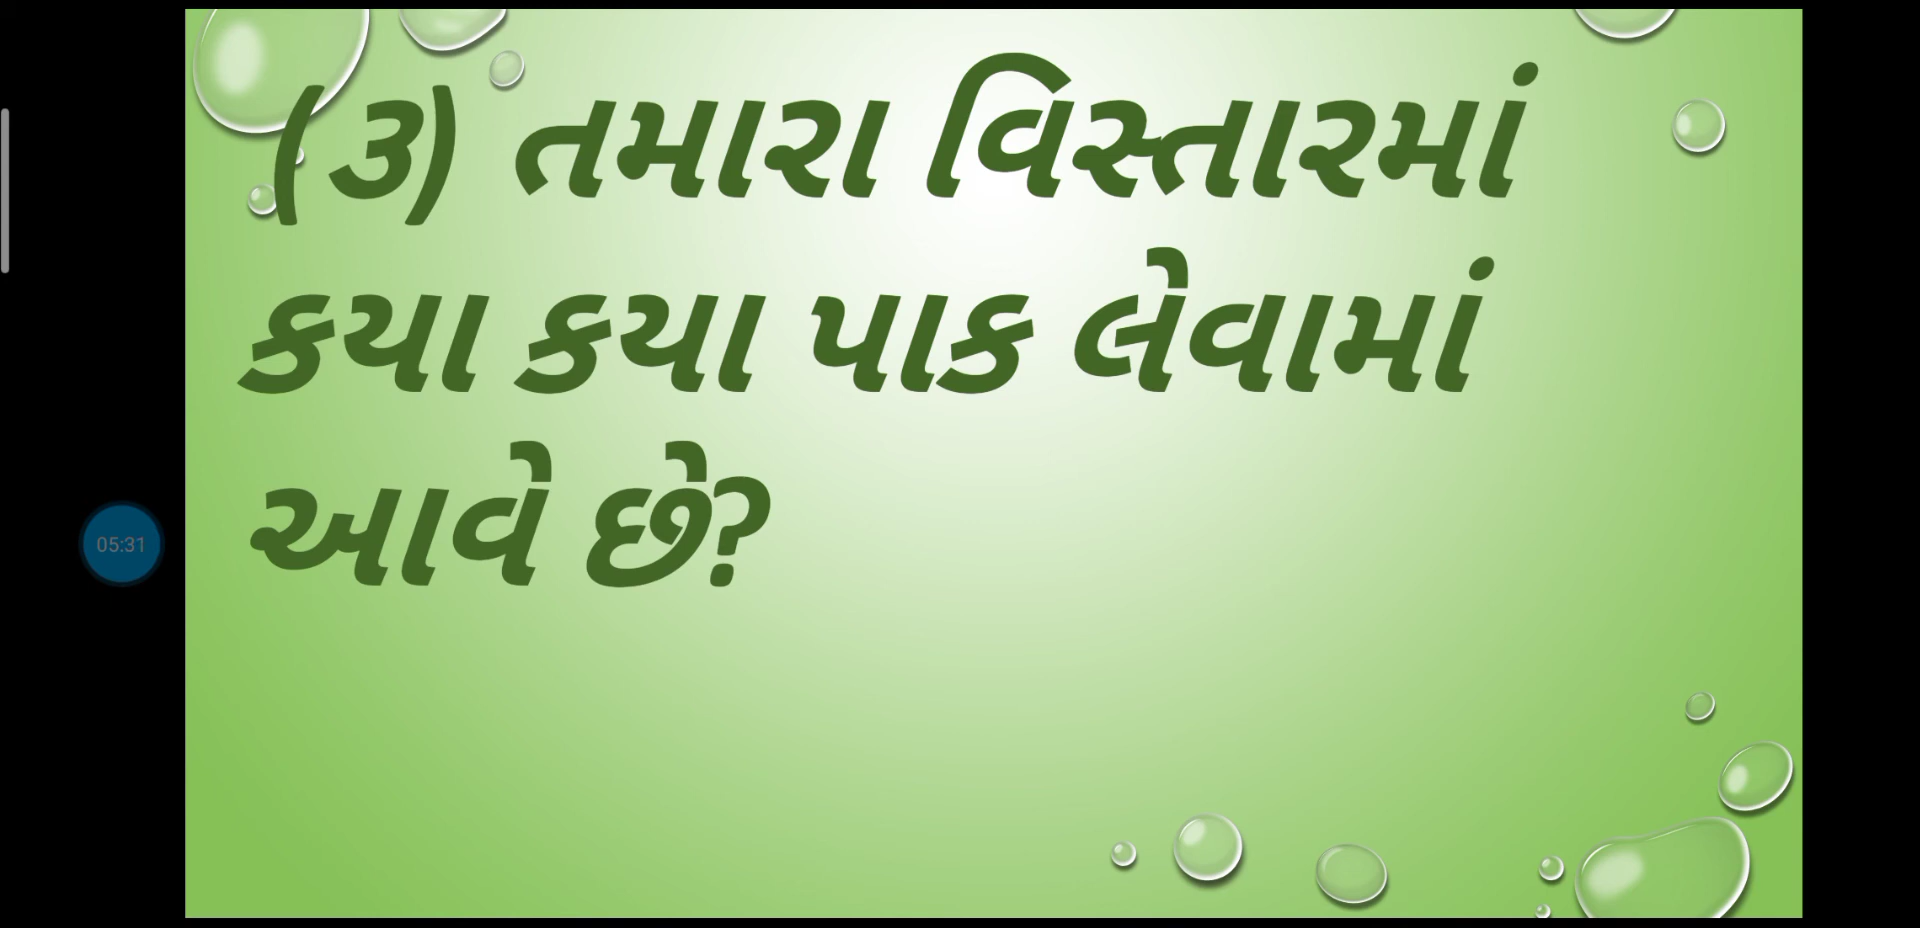 (૩) તમારા વિસ્તારમાં
કયા કયા પાક લેવામાં
આવે છે?
05:31